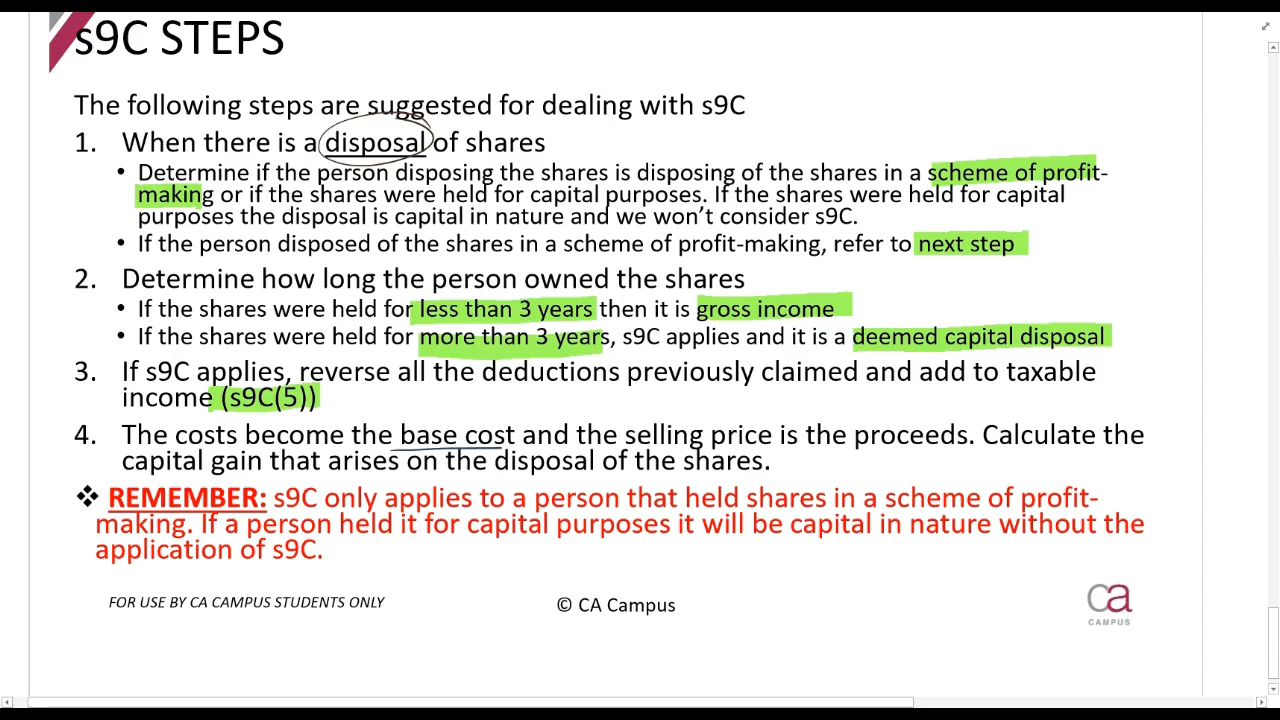 s9C STEPS
The following steps are suggested for dealing with s9C
1. When there is a disposal of shares
• Determine if the person disposing the shares is disposing of the shares in a scheme of profit-
making or if the shares were held for capital purposes. If the shares were held for capital
purposes the disposal is capital in nature and we won't consider s9C.
• If the person disposed of the shares in a scheme of profit-making, refer to next step
2. Determine how long the person owned the shares
• If the shares were held for less than 3 years then it is gross income
• If the shares were held for more than 3 years, s9C applies and it is a deemed capital disposal
3. If s9C applies, reverse all the deductions previously claimed and add to taxable
income (s9C(5))
4. The costs become the base cost and the selling price is the proceeds. Calculate the
capital gain that arises on the disposal of the shares.
❖ REMEMBER: s9C only applies to a person that held shares in a scheme of profit-
making. If a person held it for capital purposes it will be capital in nature without the
application of s9C.
FOR USE BY CA CAMPUS STUDENTS ONLY
© CA Campus
ca
CAMPUS